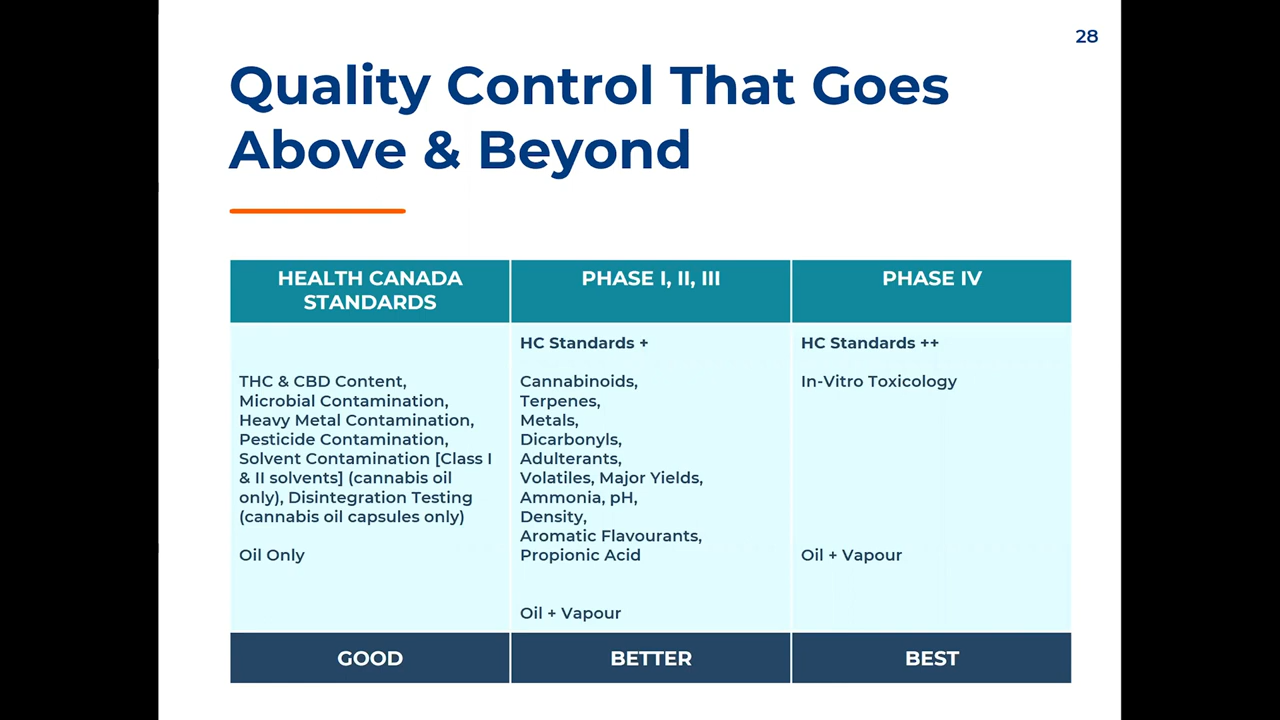 28
Quality Control That Goes
Above & Beyond
HEALTH CANADA
STANDARDS
PHASE I, II, III
PHASE IV
THC & CBD Content,
Microbial Contamination,
Heavy Metal Contamination,
Pesticide Contamination,
Solvent Contamination [Class I
& II solvents] (cannabis oil
only), Disintegration Testing
(cannabis oil capsules only)
Oil Only
HC Standards +
Cannabinoids,
Terpenes,
Metals,
Dicarbonyls,
Adulterants,
Volatiles, Major Yields,
Ammonia, pH,
Density,
Aromatic Flavourants,
Propionic Acid
Oil + Vapour
HC Standards ++
In-Vitro Toxicology
Oil + Vapour
GOOD
BETTER
BEST